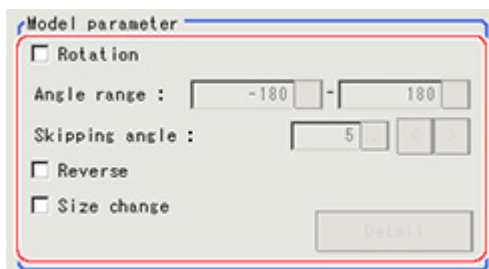 Model parameter
Rotation
Angle range : -180 - 180
Skipping angle : 5 < >
Reverse
Size change
Detail